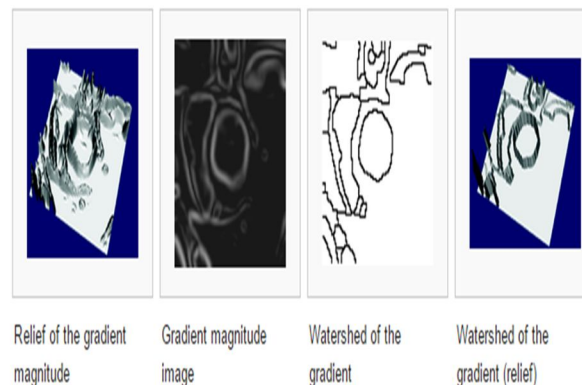 Relief of the gradient
magnitude
Gradient magnitude
image
Watershed of the
gradient
Watershed of the
gradient (relief)